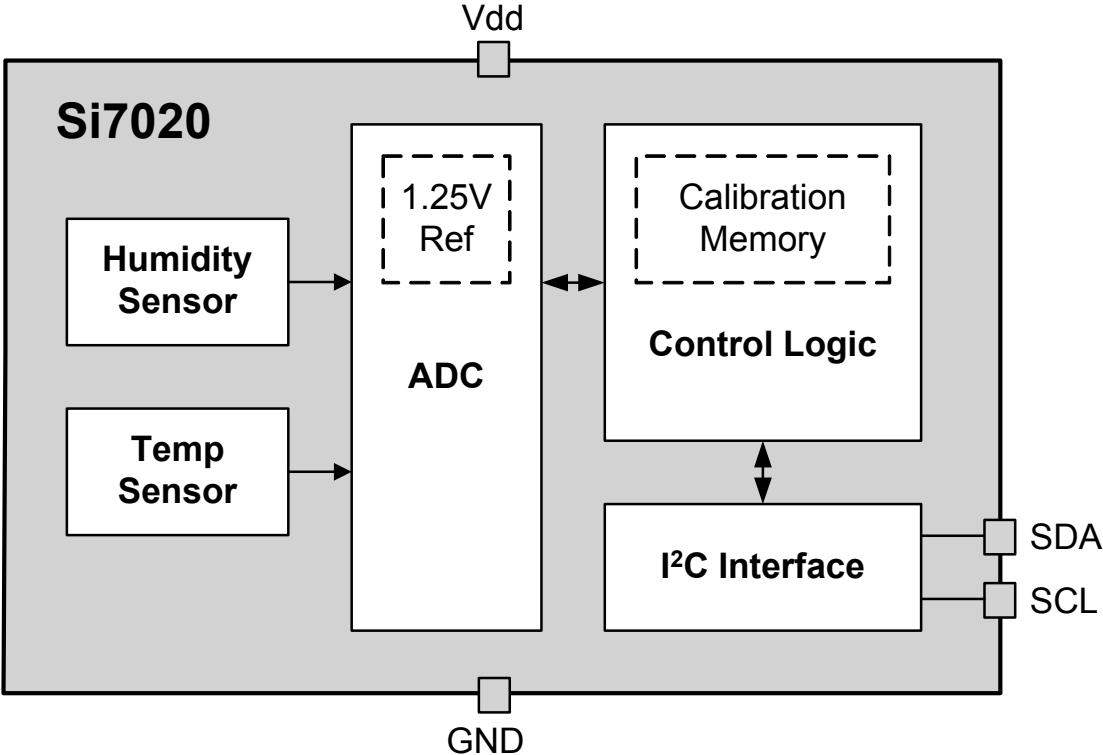 Vdd
Si7020
1.25V
Ref
Calibration
Memory
Humidity
Sensor
Control Logic
ADC
Temp
Sensor
I²C Interface
SDA
SCL
GND